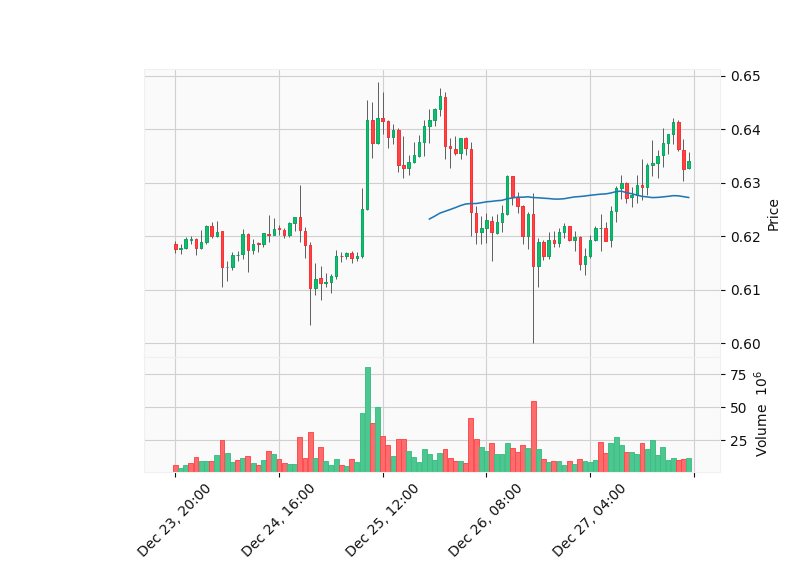 0.65
0.64
0.63
0.62
0.61
0.60
Price
75
50
25
Volume 10^6
Dec 23, 20:00
Dec 24, 16:00
Dec 25, 12:00
Dec 26, 08:00
Dec 27, 04:00